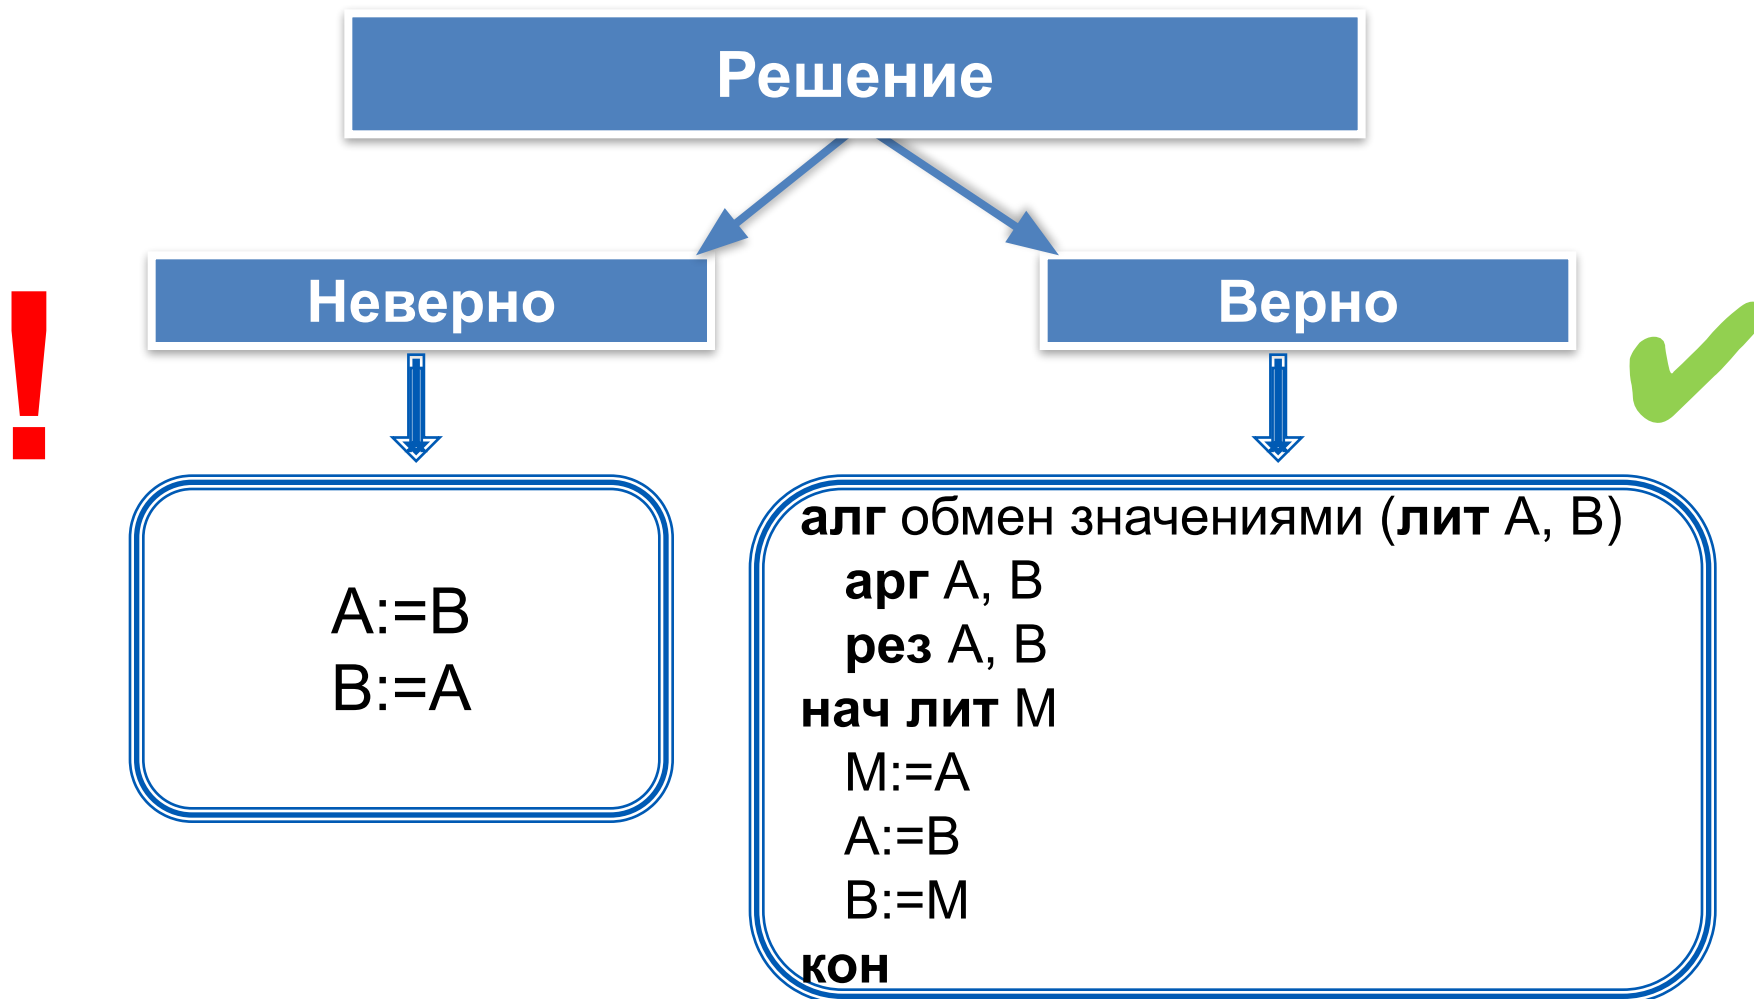 Решение
Неверно
Верно
!
A:=B
B:=A
алг обмен значениями (лит A, B)
арг A, B
рез A, B
нач лит M
M:=A
A:=B
B:=M
кон